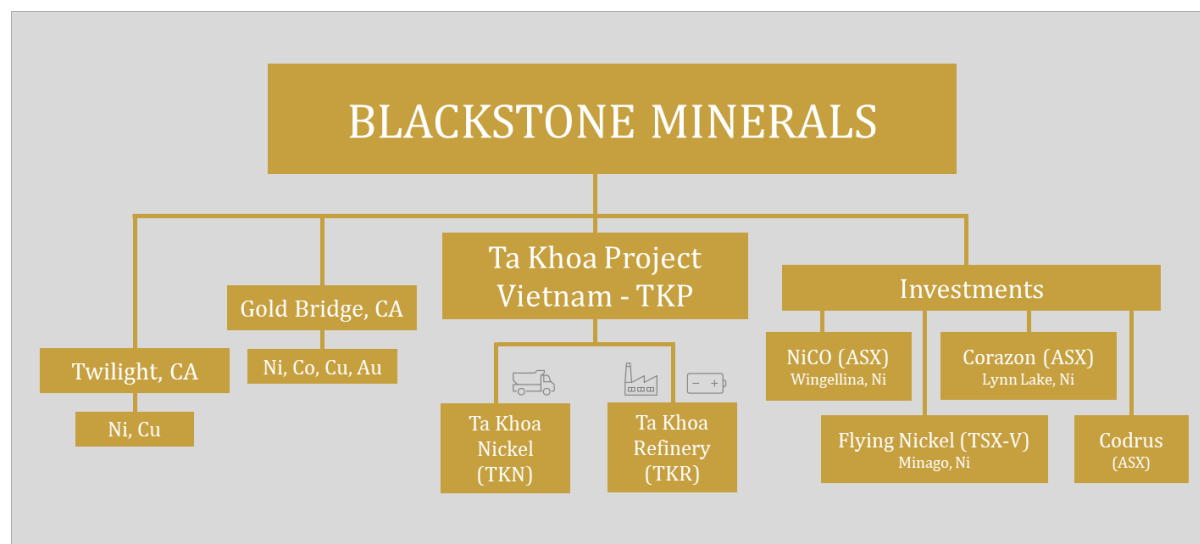 BLACKSTONE MINERALS
Twilight, CA
Ni, Cu
Gold Bridge, CA
Ni, Co, Cu, Au
Ta Khoa Project
Vietnam - TKP
Ta Khoa
Nickel
(TKN)
Ta Khoa
Refinery
(TKR)
Investments
NiCO (ASX)
Wingellina, Ni
Corazon (ASX)
Lynn Lake, Ni
Flying Nickel (TSX-V)
Minago, Ni
Codrus
(ASX)